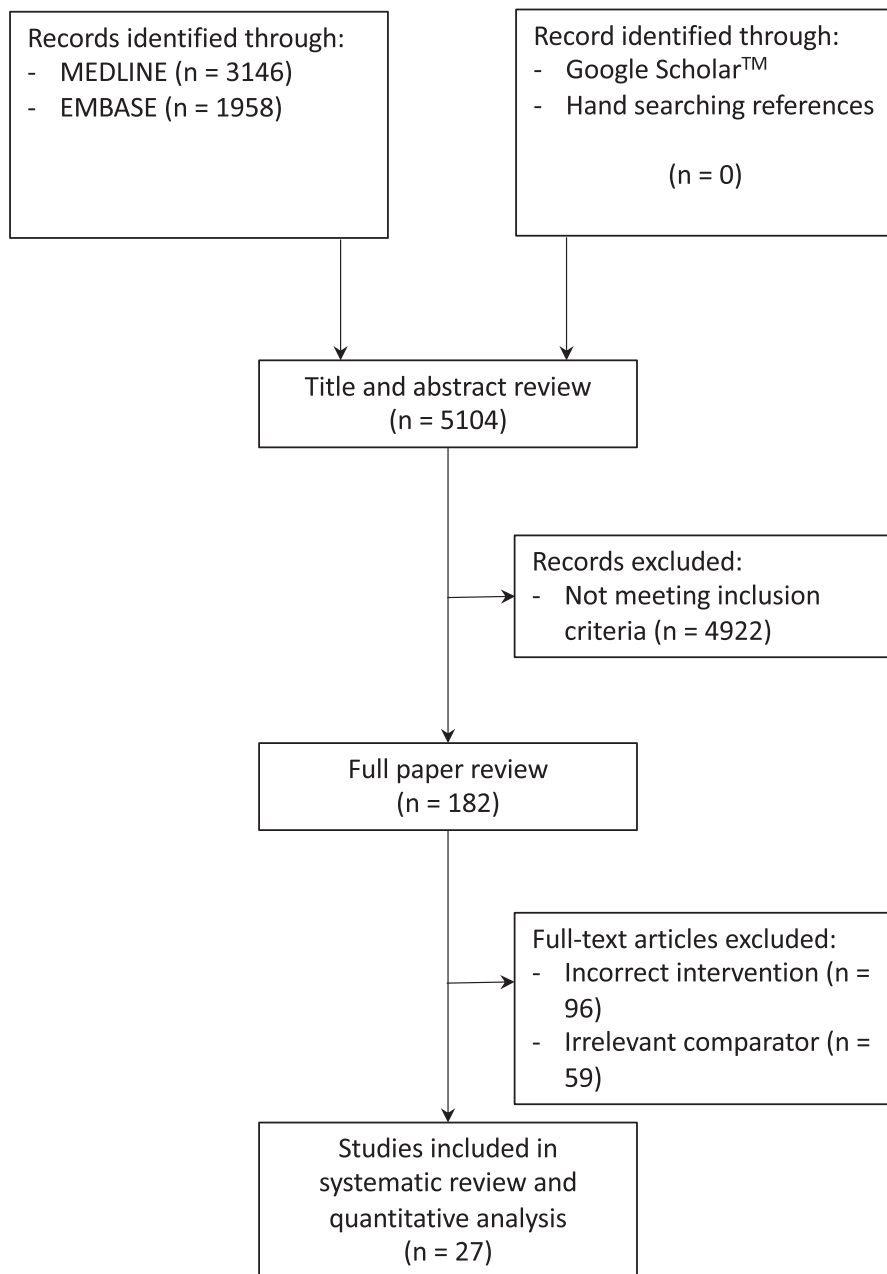 Records identified through:
- MEDLINE (n = 3146)
- EMBASE (n = 1958)
Record identified through:
- Google Scholar™
- Hand searching references
(n = 0)
Title and abstract review
(n = 5104)
Records excluded:
- Not meeting inclusion
criteria (n = 4922)
Full paper review
(n = 182)
Full-text articles excluded:
- Incorrect intervention (n =
96)
- Irrelevant comparator (n =
59)
Studies included in
systematic review and
quantitative analysis
(n = 27)